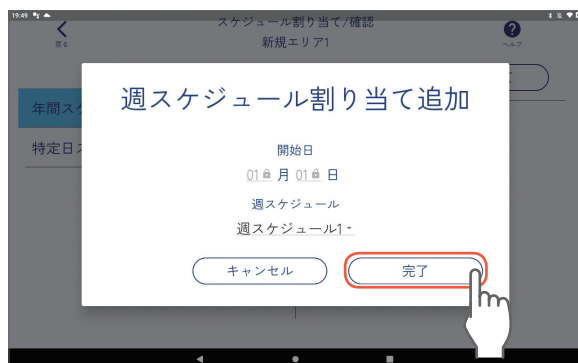 19:49
スケジュール割り当て/確認
戻る
新規エリア1
ヘルプ
週スケジュール割り当て追加
年間スケ
特定日ス
開始日
01 月 01 日
週スケジュール
週スケジュール1
キャンセル
完了